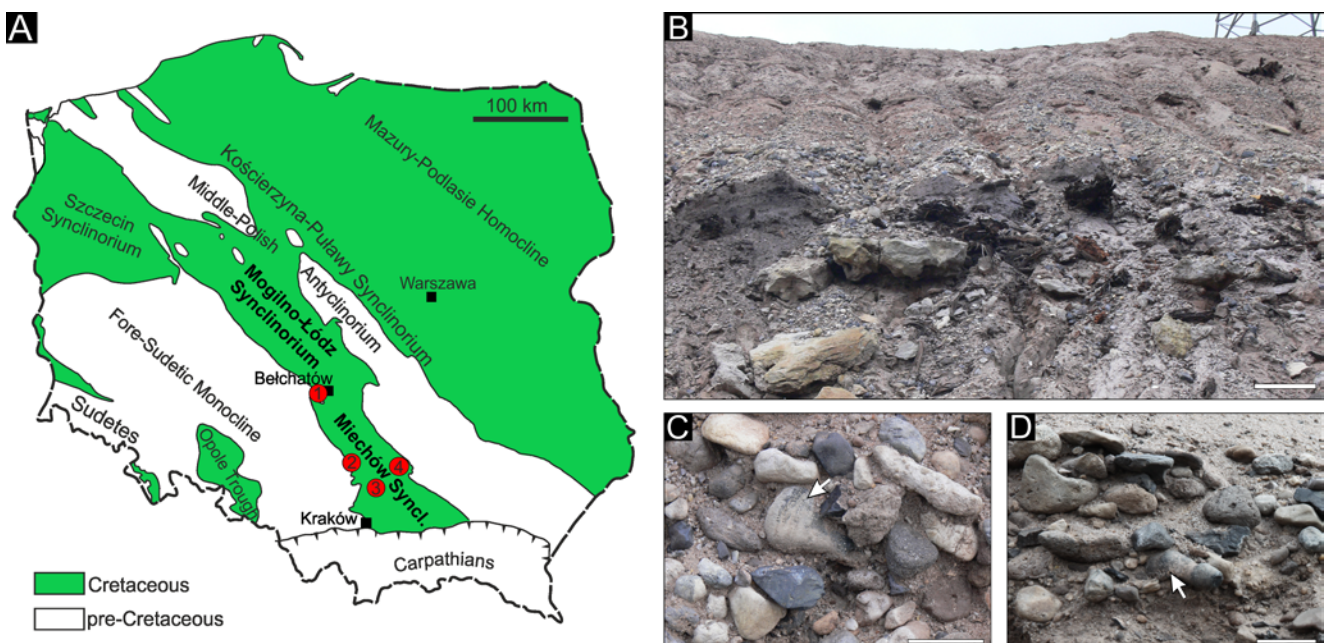 A
100 km
Mazury-Podlasie Homocline
Kościerzyna-Puławy Synclinorium
Middle-Polish
Antyclinorium
Szczecin
Synclinorium
Warszawa
Mogilno-Łódz
Synclinorium
Fore-Sudetic Monocline
Bełchatów
1
Sudetes
Opole Trough
Miechów Syncl.
2
4
3
Kraków
Carpathians
Cretaceous
pre-Cretaceous
B
C
D